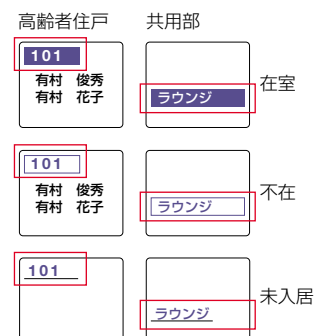 高齢者住戸 共用部
101
有村 俊秀
有村 花子
ラウンジ
在室
101
有村 俊秀
有村 花子
ラウンジ
不在
101
ラウンジ
未入居